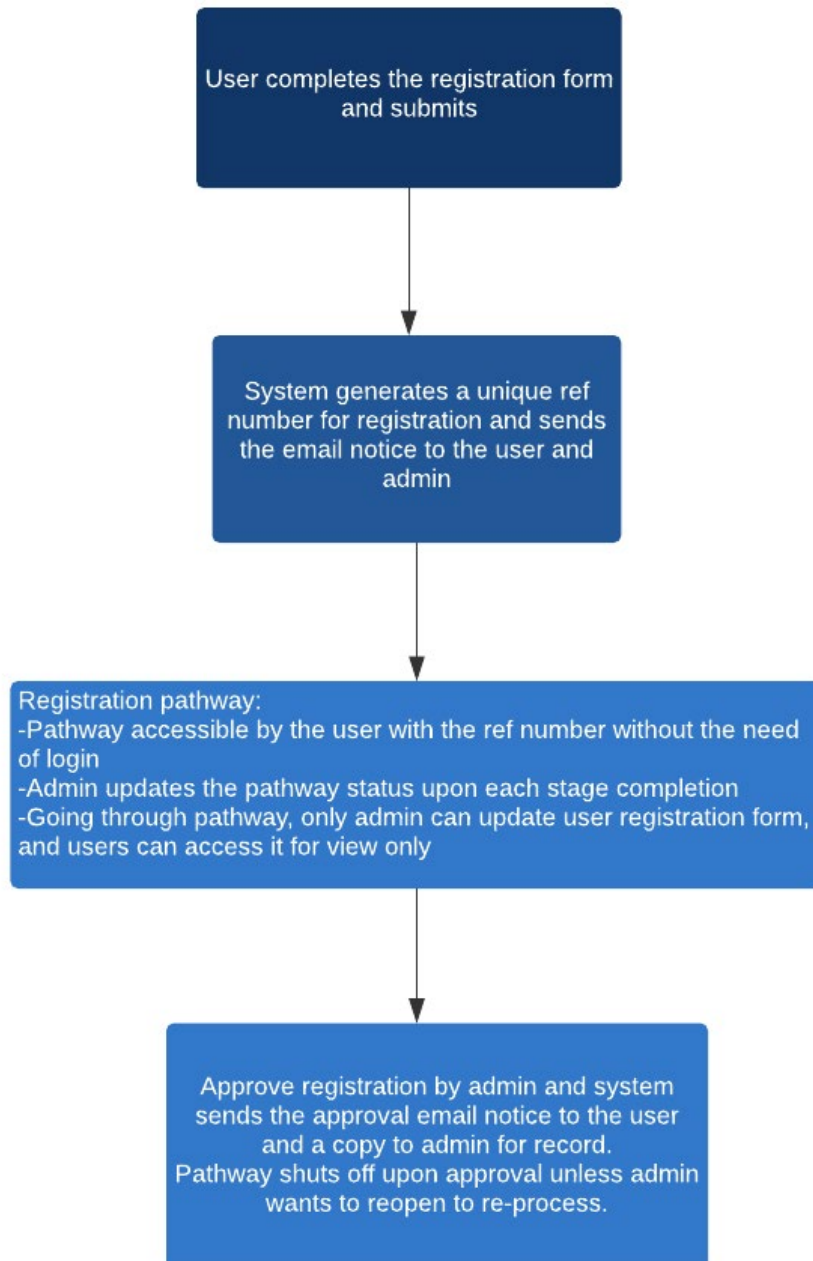 User completes the registration form
and submits
System generates a unique ref
number for registration and sends
the email notice to the user and
admin
Registration pathway:
-Pathway accessible by the user with the ref number without the need
of login
-Admin updates the pathway status upon each stage completion
-Going through pathway, only admin can update user registration form,
and users can access it for view only
Approve registration by admin and system
sends the approval email notice to the user
and a copy to admin for record.
Pathway shuts off upon approval unless admin
wants to reopen to re-process.